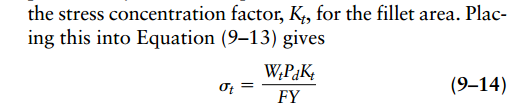 the stress concentration factor, Kₜ, for the fillet area. Plac-
ing this into Equation (9–13) gives
σₜ = WₜP_dKₜ / FY (9–14)